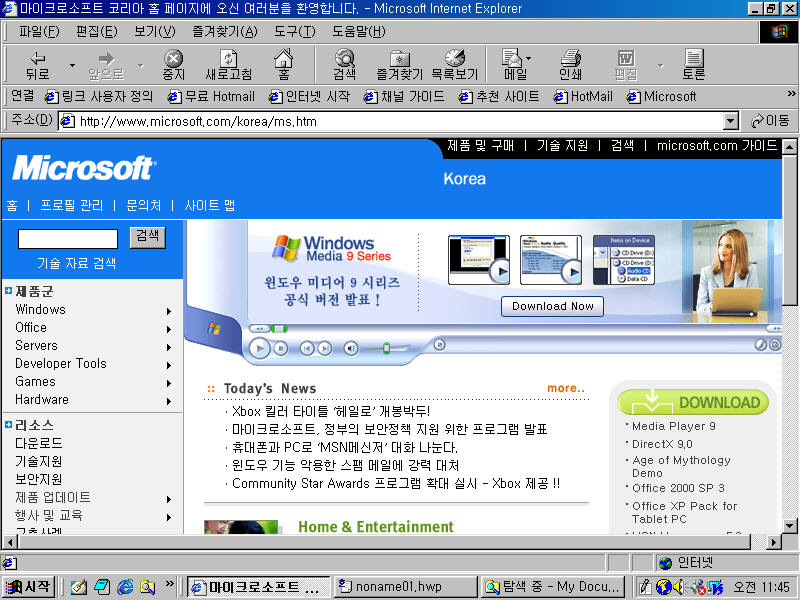 마이크로소프트 코리아 홈 페이지에 오신 여러분을 환영합니다. - Microsoft Internet Explorer
파일(F) 편집(E) 보기(V) 즐겨찾기(A) 도구(T) 도움말(H)
뒤로 앞으로 중지 새로고침 홈 검색 즐겨찾기 목록보기 메일 인쇄 편집 토론
연결 링크 사용자 정의 무료 Hotmail 인터넷 시작 채널 가이드 추천 사이트 HotMail Microsoft
주소(D) http://www.microsoft.com/korea/ms.htm 이동
제품 및 구매 | 기술 지원 | 검색 | microsoft.com 가이드
Microsoft
Korea
홈 | 프로필 관리 | 문의처 | 사이트 맵
검색
기술 자료 검색
Windows
Media 9 Series
윈도우 미디어 9 시리즈
공식 버전 발표 !
Items on Device
CD Drive (D:)
CD Drive (E:)
Audio CD
Data CD
Download Now
제품군
Windows
Office
Servers
Developer Tools
Games
Hardware
리소스
다운로드
기술지원
보안지원
제품 업데이트
행사 및 교육
고객사례
:: Today's News more..
· Xbox 킬러 타이틀 '헤일로' 개봉박두!
· 마이크로소프트, 정부의 보안정책 지원 위한 프로그램 발표
· 휴대폰과 PC로 'MSN메신저' 대화 나눈다.
· 윈도우 기능 악용한 스팸 메일에 강력 대처
· Community Star Awards 프로그램 확대 실시 - Xbox 제공 !!
Home & Entertainment
DOWNLOAD
· Media Player 9
· DirectX 9.0
· Age of Mythology
Demo
· Office 2000 SP 3
· Office XP Pack for
Tablet PC
인터넷
시작 마이크로소프트 ... noname01.hwp 탐색 중 - My Docu... 오전 11:45